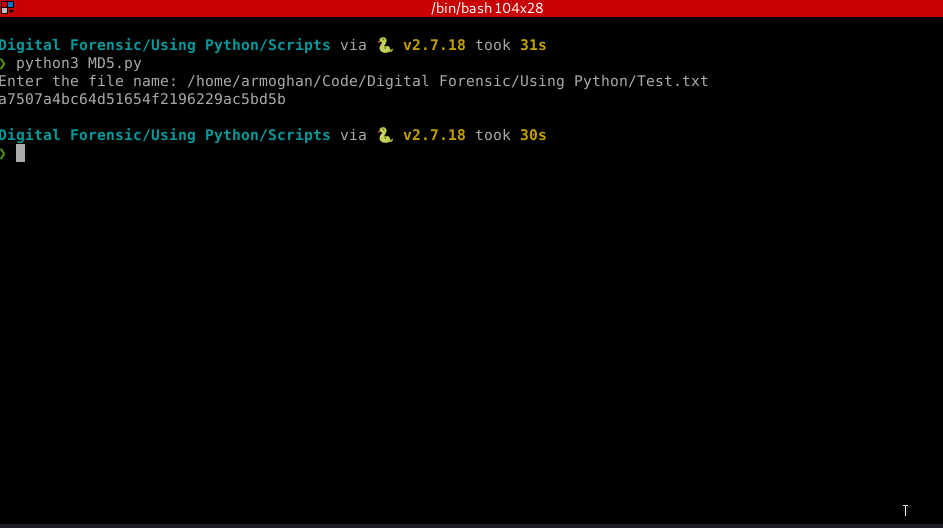 /bin/bash 104x28
Digital Forensic/Using Python/Scripts via 🐍 v2.7.18 took 31s
❯ python3 MD5.py
Enter the file name: /home/armoghan/Code/Digital Forensic/Using Python/Test.txt
a7507a4bc64d51654f2196229ac5bd5b
Digital Forensic/Using Python/Scripts via 🐍 v2.7.18 took 30s
❯